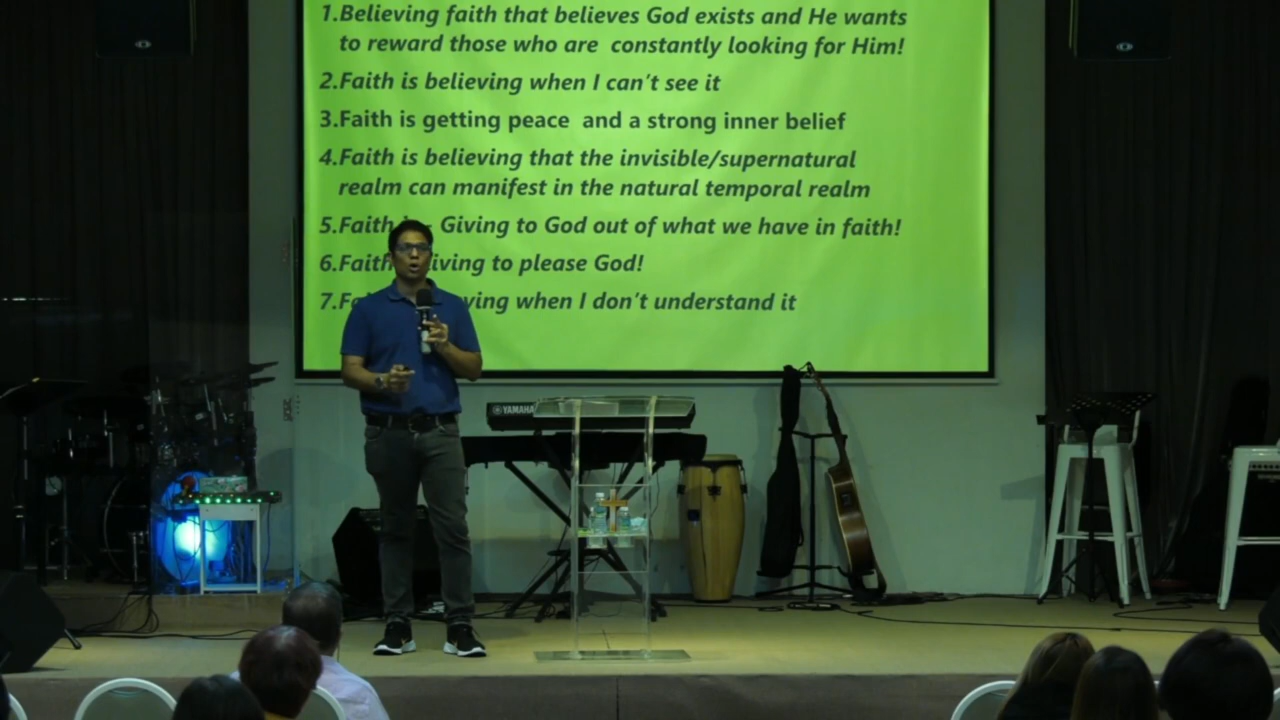 1.Believing faith that believes God exists and He wants
to reward those who are constantly looking for Him!
2.Faith is believing when I can't see it
3.Faith is getting peace and a strong inner belief
4.Faith is believing that the invisible/supernatural
realm can manifest in the natural temporal realm
5.Faith - Giving to God out of what we have in faith!
6.Faith to please God!
7. when I don't understand it
YAMAHA